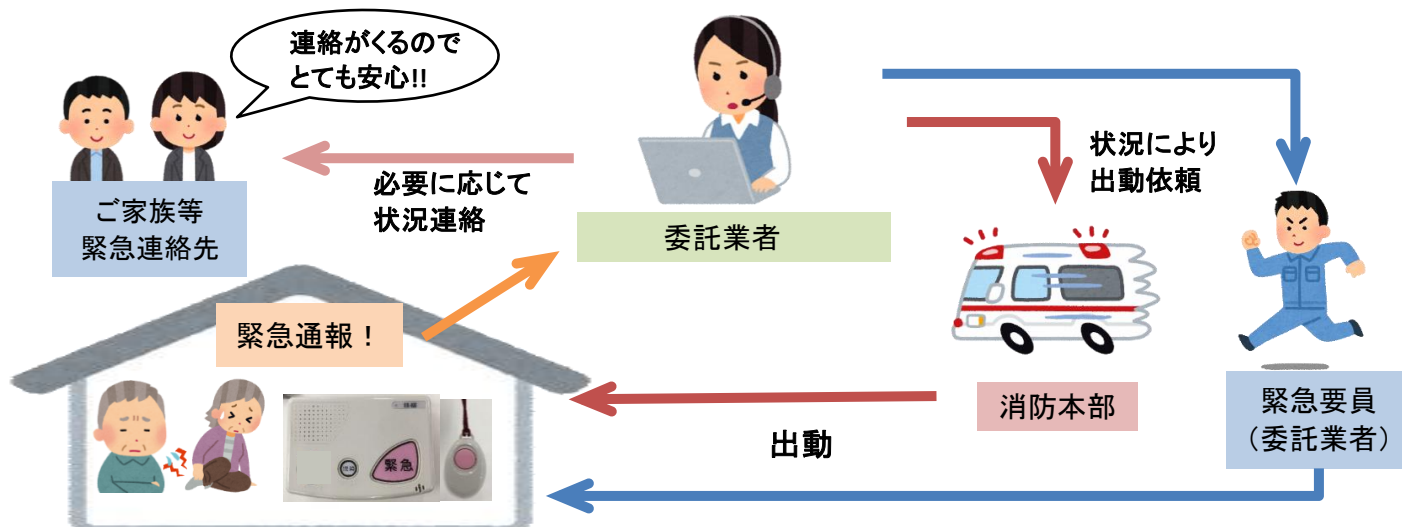 連絡がくるので
とても安心!!
ご家族等
緊急連絡先
必要に応じて
状況連絡
委託業者
状況により
出動依頼
緊急通報！
緊急
消防本部
緊急要員
（委託業者）
出動